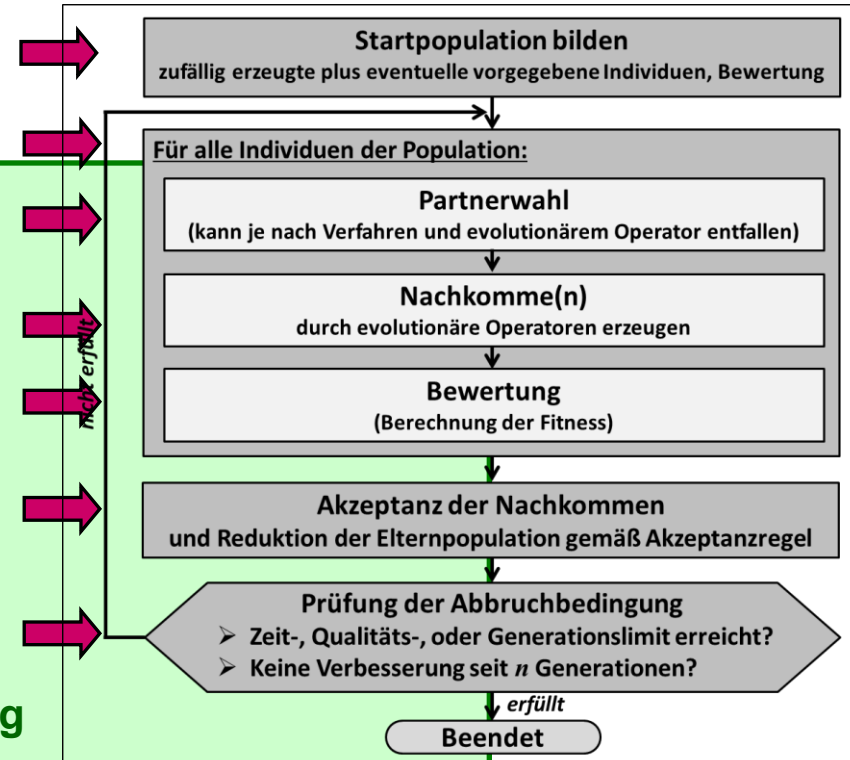 Startpopulation bilden
zufällig erzeugte plus eventuelle vorgegebene Individuen, Bewertung
Für alle Individuen der Population:
Partnerwahl
(kann je nach Verfahren und evolutionärem Operator entfallen)
Nachkomme(n)
durch evolutionäre Operatoren erzeugen
nicht erfüllt
Bewertung
(Berechnung der Fitness)
Akzeptanz der Nachkommen
und Reduktion der Elternpopulation gemäß Akzeptanzregel
Prüfung der Abbruchbedingung
➢ Zeit-, Qualitäts-, oder Generationslimit erreicht?
➢ Keine Verbesserung seit n Generationen?
erfüllt
g
Beendet